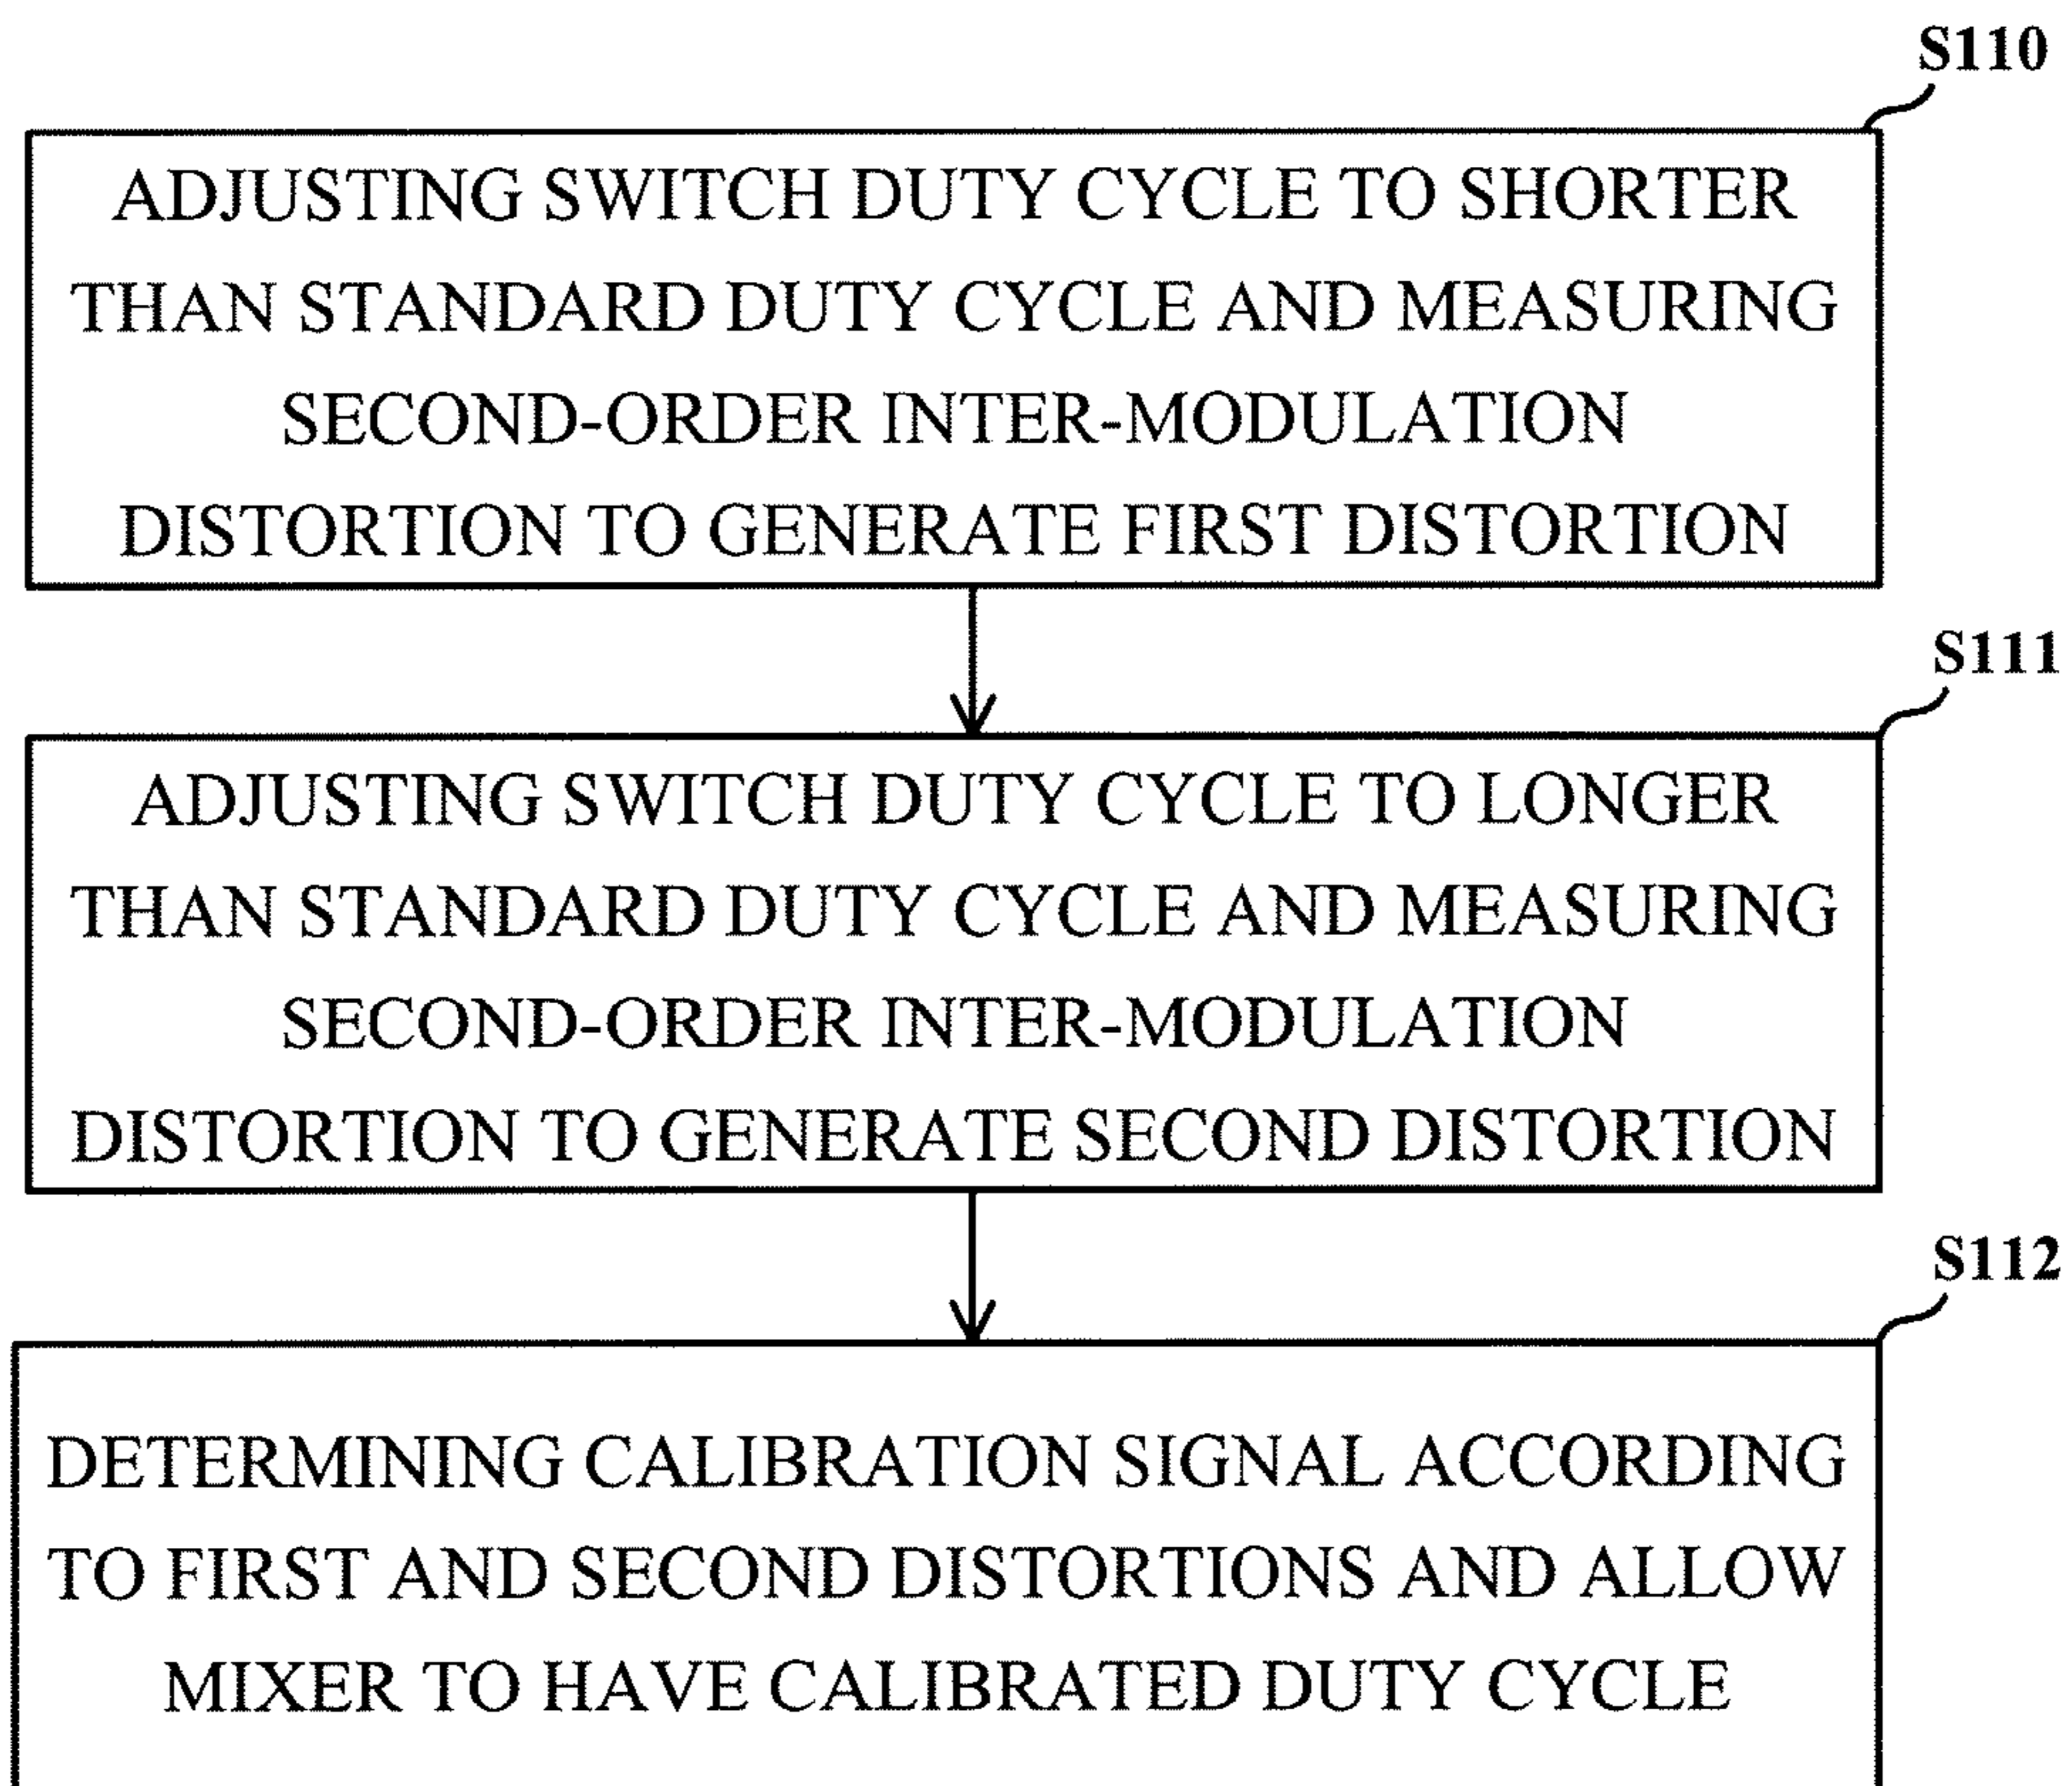 S110
ADJUSTING SWITCH DUTY CYCLE TO SHORTER
THAN STANDARD DUTY CYCLE AND MEASURING
SECOND-ORDER INTER-MODULATION
DISTORTION TO GENERATE FIRST DISTORTION
S111
ADJUSTING SWITCH DUTY CYCLE TO LONGER
THAN STANDARD DUTY CYCLE AND MEASURING
SECOND-ORDER INTER-MODULATION
DISTORTION TO GENERATE SECOND DISTORTION
S112
DETERMINING CALIBRATION SIGNAL ACCORDING
TO FIRST AND SECOND DISTORTIONS AND ALLOW
MIXER TO HAVE CALIBRATED DUTY CYCLE